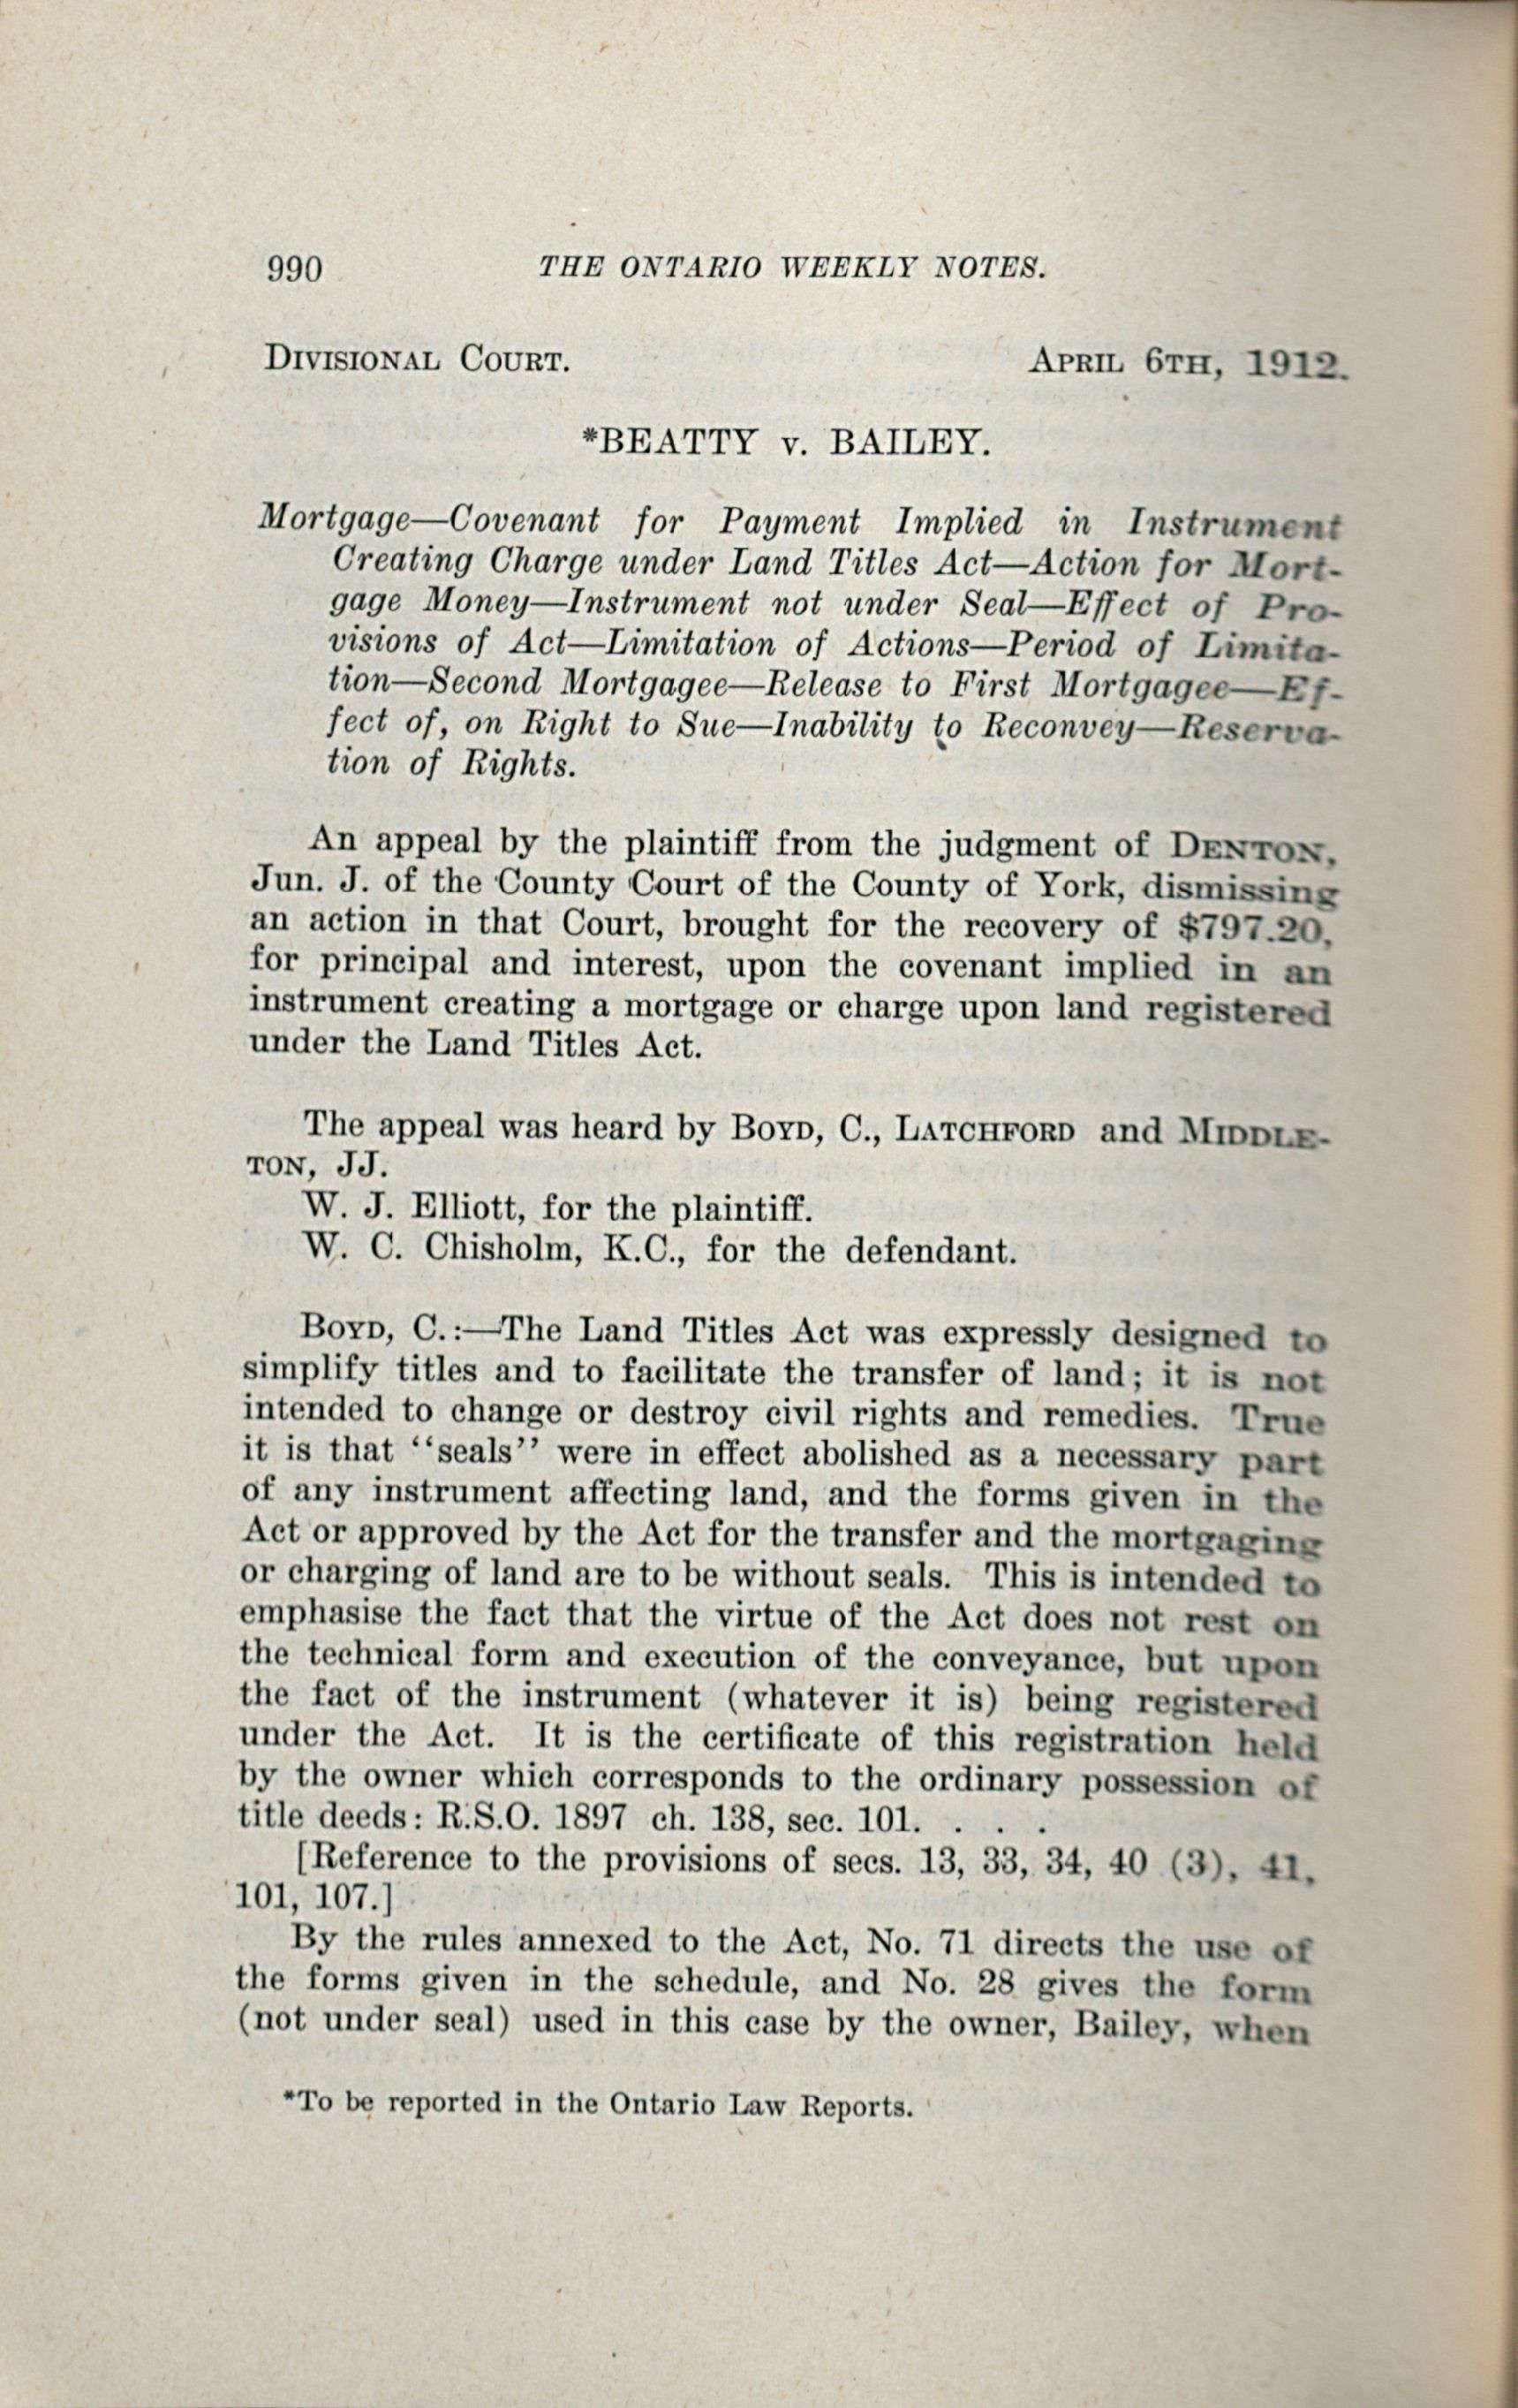 990 THE ONTARIO WEEKLY NOTES.
DIVISIONAL COURT. APRIL 6TH, 1912.
*BEATTY v. BAILEY.
Mortgage—Covenant for Payment Implied in Instrument
Creating Charge under Land Titles Act—Action for Mort-
gage Money—Instrument not under Seal—Effect of Pro-
visions of Act—Limitation of Actions—Period of Limita-
tion—Second Mortgagee—Release to First Mortgagee—Ef-
fect of, on Right to Sue—Inability to Reconvey—Reserva-
tion of Rights.
An appeal by the plaintiff from the judgment of DENTON,
Jun. J. of the County Court of the County of York, dismissing
an action in that Court, brought for the recovery of $797.20,
for principal and interest, upon the covenant implied in an
instrument creating a mortgage or charge upon land registered
under the Land Titles Act.
The appeal was heard by BOYD, C., LATCHFORD and MIDDLE-
TON, JJ.
W. J. Elliott, for the plaintiff.
W. C. Chisholm, K.C., for the defendant.
BOYD, C.:—The Land Titles Act was expressly designed to
simplify titles and to facilitate the transfer of land; it is not
intended to change or destroy civil rights and remedies. True
it is that ‘‘seals’’ were in effect abolished as a necessary part
of any instrument affecting land, and the forms given in the
Act or approved by the Act for the transfer and the mortgaging
or charging of land are to be without seals. This is intended to
emphasise the fact that the virtue of the Act does not rest on
the technical form and execution of the conveyance, but upon
the fact of the instrument (whatever it is) being registered
under the Act. It is the certificate of this registration held
by the owner which corresponds to the ordinary possession of
title deeds: R.S.O. 1897 ch. 138, sec. 101. . . .
[Reference to the provisions of secs. 13, 33, 34, 40 (3), 41,
101, 107.]
By the rules annexed to the Act, No. 71 directs the use of
the forms given in the schedule, and No. 28 gives the form
(not under seal) used in this case by the owner, Bailey, when
*To be reported in the Ontario Law Reports.